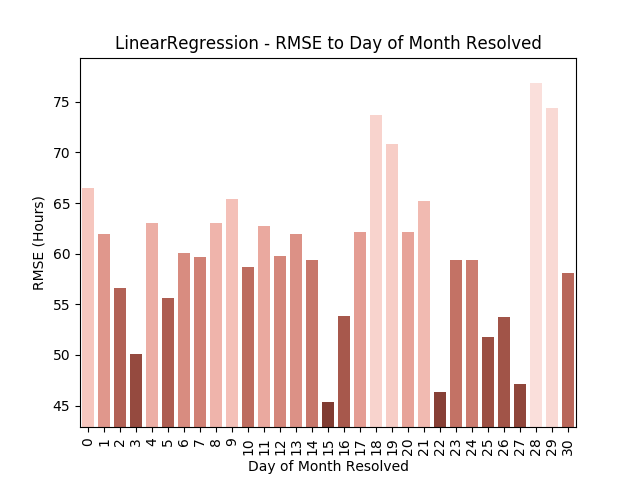 LinearRegression - RMSE to Day of Month Resolved
75
70
65
60
55
50
45
RMSE (Hours)
0 1 2 3 4 5 6 7 8 9 10 11 12 13 14 15 16 17 18 19 20 21 22 23 24 25 26 27 28 29 30
Day of Month Resolved